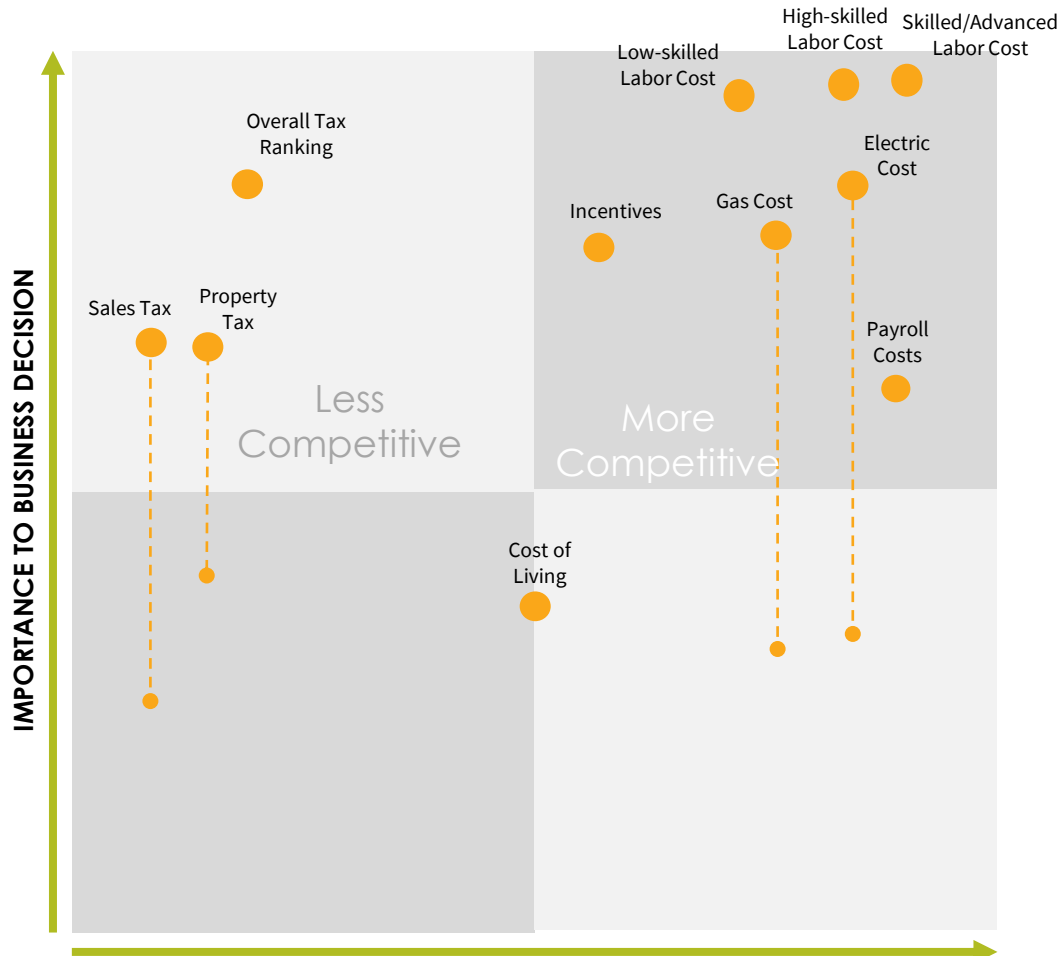 High-skilled
Labor Cost
Skilled/Advanced
Labor Cost
Low-skilled
Labor Cost
Overall Tax
Ranking
Electric
Cost
Incentives
Gas Cost
Sales Tax
Property
Tax
Payroll
Costs
Less
Competitive
More
Competitive
Cost of
Living
IMPORTANCE TO BUSINESS DECISION